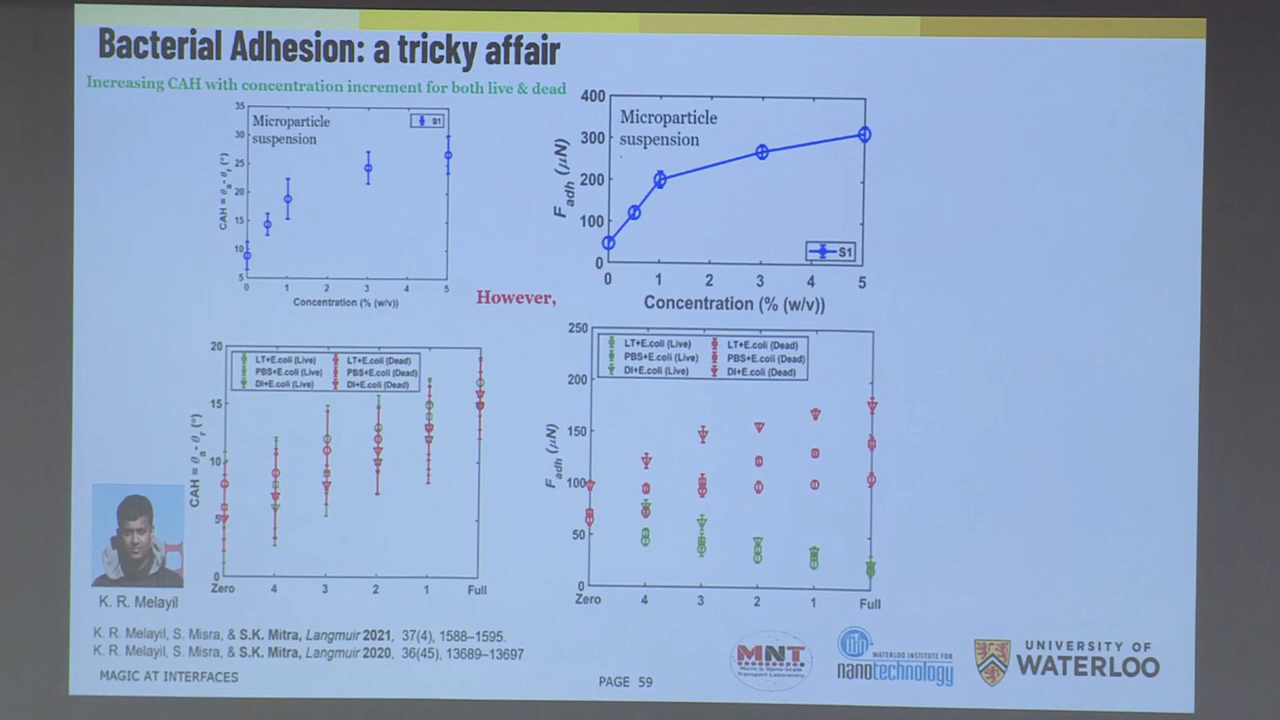 Bacterial Adhesion: a tricky affair
Increasing CAH with concentration increment for both live & dead
35
30
25
20
15
10
5
CAH = θa - θr (°)
Microparticle
suspension
S1
0 1 2 3 4 5
Concentration (% (w/v))
400
300
200
100
0
Fadh (µN)
Microparticle
suspension
S1
0 1 2 3 4 5
Concentration (% (w/v))
However,
20
15
10
5
0
CAH = θa - θr (°)
LT+E.coli (Live) LT+E.coli (Dead)
PBS+E.coli (Live) PBS+E.coli (Dead)
DI+E.coli (Live) DI+E.coli (Dead)
Zero 4 3 2 1 Full
250
200
150
100
50
0
Fadh (µN)
LT+E.coli (Live) LT+E.coli (Dead)
PBS+E.coli (Live) PBS+E.coli (Dead)
DI+E.coli (Live) DI+E.coli (Dead)
Zero 4 3 2 1 Full
K. R. Melayil
K. R. Melayil, S. Misra, & S.K. Mitra, Langmuir 2021, 37(4), 1588–1595.
K. R. Melayil, S. Misra, & S.K. Mitra, Langmuir 2020, 36(45), 13689–13697
MAGIC AT INTERFACES
PAGE 59
MNT
Micro & Nano-Scale
Transport Laboratory
WATERLOO INSTITUTE FOR
nanotechnology
UNIVERSITY OF
WATERLOO